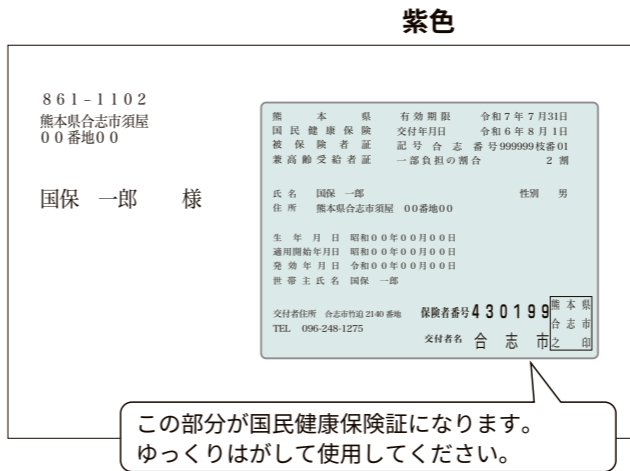 紫色
861-1102
熊本県合志市須屋
00番地00
国保 一郎 様
熊本県 有効期限 令和7年7月31日
国民健康保険 交付年月日 令和6年8月1日
被保険者証 記号 合志 番号999999枝番01
兼高齢受給者証 一部負担の割合 2割
氏名 国保 一郎 性別 男
住所 熊本県合志市須屋 00番地00
生年月日 昭和00年00月00日
適用開始年月日 昭和00年00月00日
発効年月日 令和00年00月00日
世帯主氏名 国保 一郎
交付者住所 合志市竹迫2140番地 保険者番号 430199
TEL 096-248-1275
交付者名 合志市
熊本県
合志市
之印
この部分が国民健康保険証になります。
ゆっくりはがして使用してください。